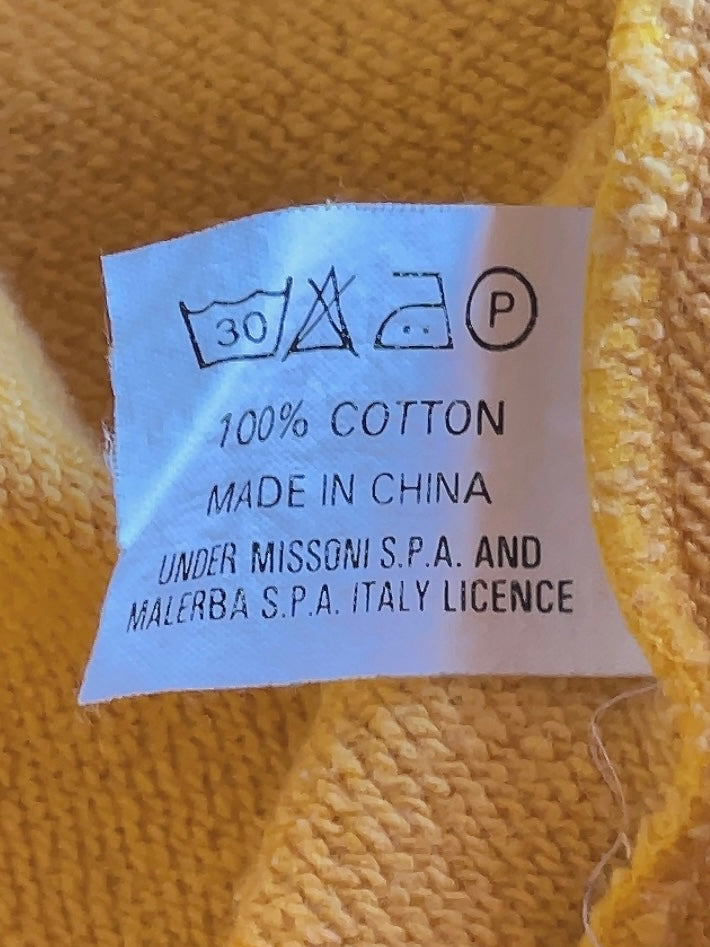 30 P
100% COTTON
MADE IN CHINA
UNDER MISSONI S.P.A. AND
MALERBA S.P.A. ITALY LICENCE